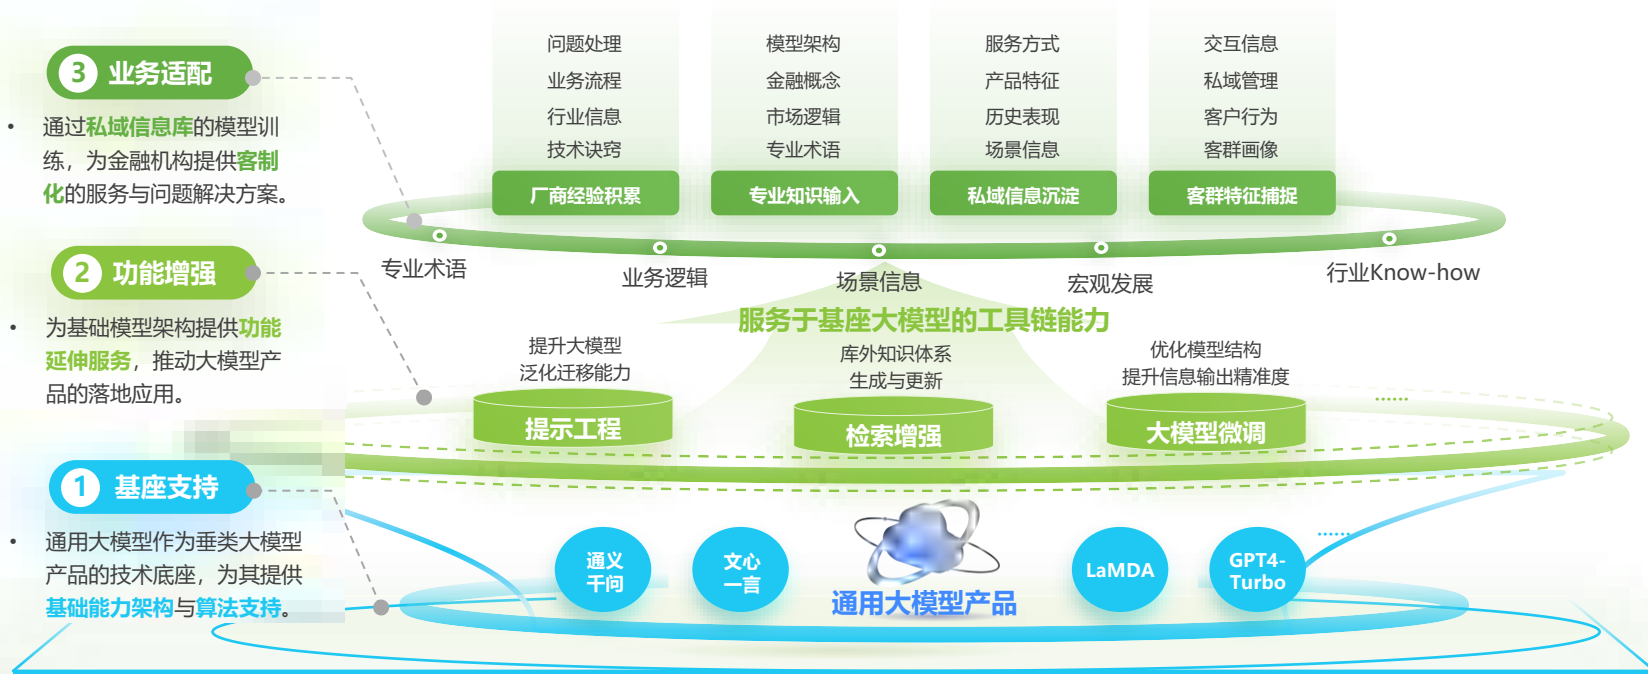 3 业务适配
• 通过私域信息库的模型训
练，为金融机构提供客制
化的服务与问题解决方案。
2 功能增强
• 为基础模型架构提供功能
延伸服务，推动大模型产
品的落地应用。
1 基座支持
• 通用大模型作为垂类大模型
产品的技术底座，为其提供
基础能力架构与算法支持。
问题处理
业务流程
行业信息
技术诀窍
厂商经验积累
模型架构
金融概念
市场逻辑
专业术语
专业知识输入
服务方式
产品特征
历史表现
场景信息
私域信息沉淀
交互信息
私域管理
客户行为
客群画像
客群特征捕捉
专业术语
业务逻辑
场景信息
宏观发展
行业Know-how
服务于基座大模型的工具链能力
提升大模型
泛化迁移能力
提示工程
库外知识体系
生成与更新
检索增强
优化模型结构
提升信息输出精准度
大模型微调
......
通义
千问
文心
一言
通用大模型产品
LaMDA
GPT4-
Turbo
......